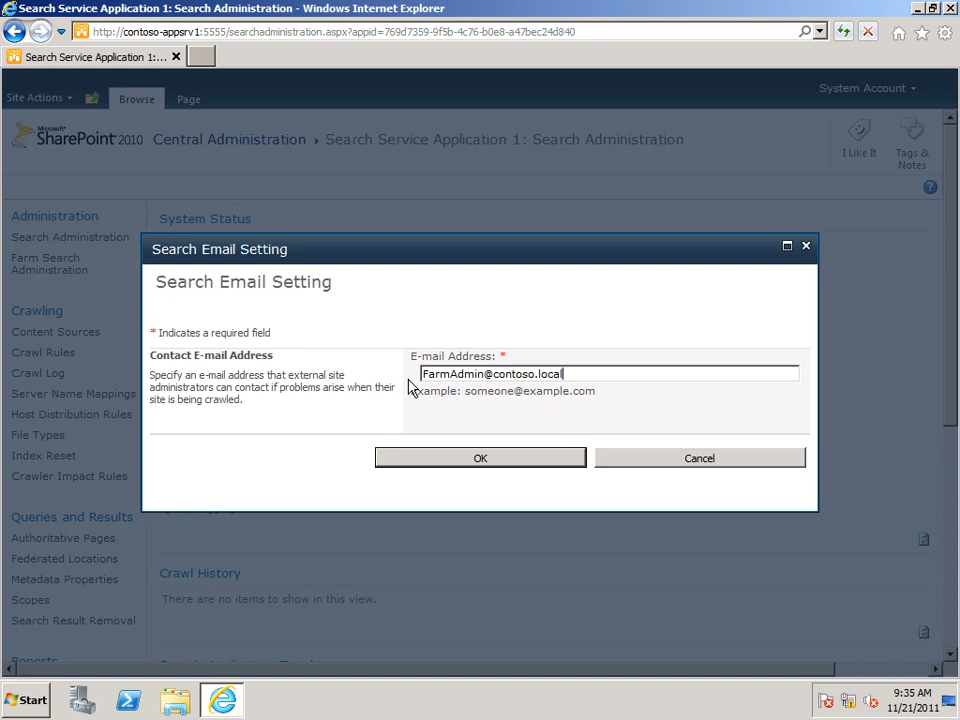 Search Service Application 1: Search Administration - Windows Internet Explorer
http://contoso-appsrv1:5555/searchadministration.aspx?appid=769d7359-9f5b-4c76-b0e8-a47bec24d840
Search Service Application 1:...
Site Actions
Browse
Page
System Account
Microsoft
SharePoint 2010
Central Administration
Search Service Application 1: Search Administration
I Like It
Tags &
Notes
Administration
Search Administration
Farm Search
Administration
Crawling
Content Sources
Crawl Rules
Crawl Log
Server Name Mappings
Host Distribution Rules
File Types
Index Reset
Crawler Impact Rules
Queries and Results
Authoritative Pages
Federated Locations
Metadata Properties
Scopes
Search Result Removal
System Status
Search Email Setting
Search Email Setting
* Indicates a required field
Contact E-mail Address
Specify an e-mail address that external site
administrators can contact if problems arise when their
site is being crawled.
E-mail Address: *
FarmAdmin@contoso.local
Example: someone@example.com
OK
Cancel
Crawl History
There are no items to show in this view.
Start
9:35 AM
11/21/2011